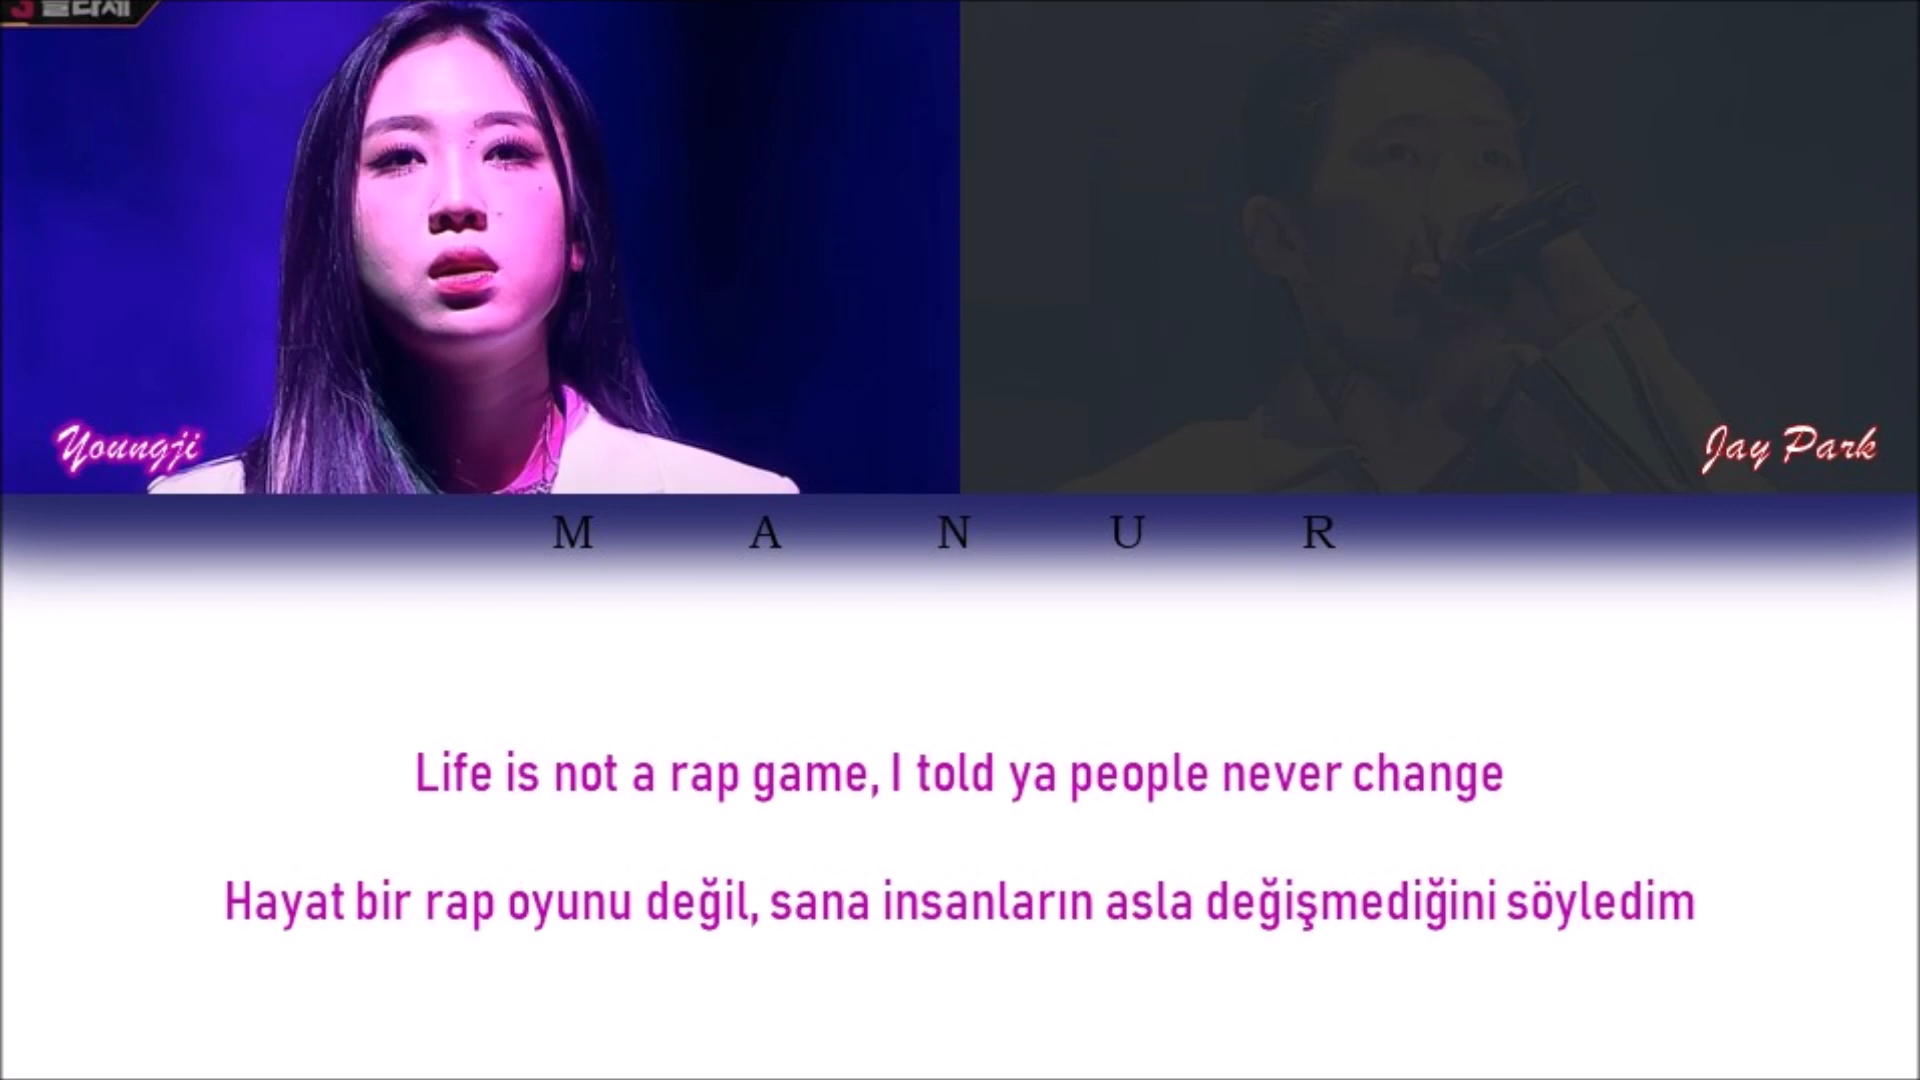 Youngji
Jay Park
M A N U R
Life is not a rap game, I told ya people never change
Hayat bir rap oyunu değil, sana insanların asla değişmediğini söyledim